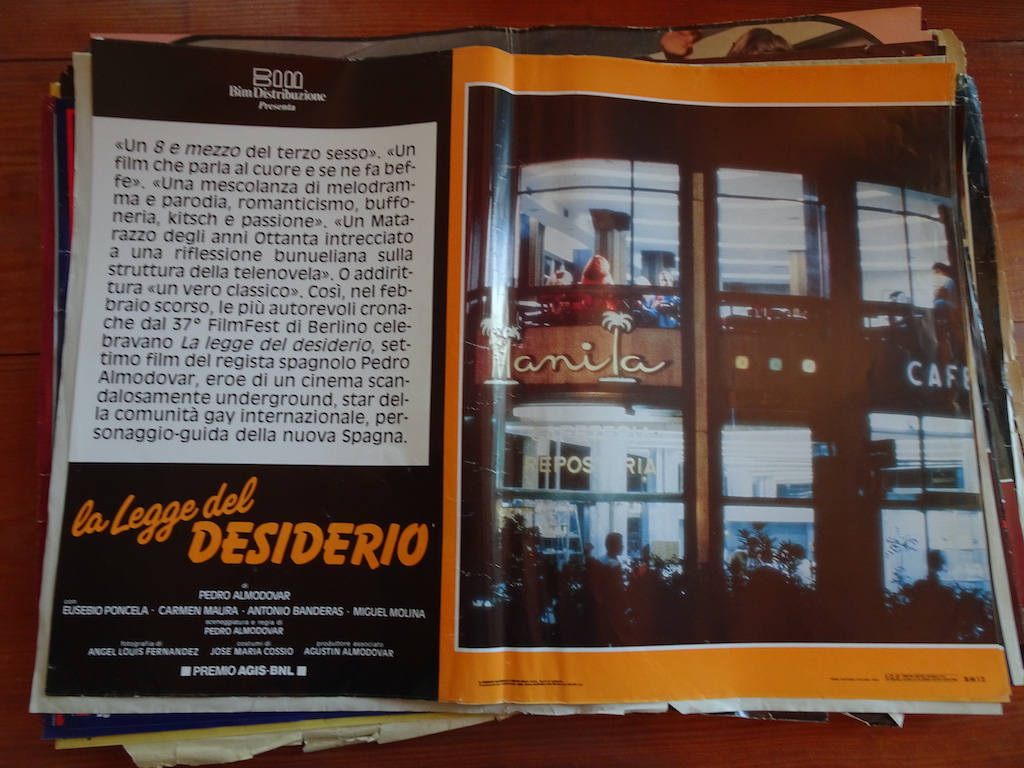 Bim
Bim Distribuzione
Presenta
«Un 8 e mezzo del terzo sesso». «Un
film che parla al cuore e se ne fa bef-
fe». «Una mescolanza di melodram-
ma e parodia, romanticismo, buffo-
neria, kitsch e passione». «Un Mata-
razzo degli anni Ottanta intrecciato
a una riflessione bunueliana sulla
struttura della telenovela». O addirit-
tura «un vero classico». Così, nel feb-
braio scorso, le più autorevoli crona-
che dal 37° FilmFest di Berlino cele-
bravano La legge del desiderio, set-
timo film del regista spagnolo Pedro
Almodovar, eroe di un cinema scan-
dalosamente underground, star del-
la comunità gay internazionale, per-
sonaggio-guida della nuova Spagna.
la Legge del
DESIDERIO
di
PEDRO ALMODOVAR
con
EUSEBIO PONCELA - CARMEN MAURA - ANTONIO BANDERAS - MIGUEL MOLINA
sceneggiatura e regia di
PEDRO ALMODOVAR
fotografia di costumi di produttore associato
ANGEL LOUIS FERNANDEZ JOSE MARIA COSSIO AGUSTIN ALMODOVAR
PREMIO AGIS-BNL
Manila
CAFE
REPOSTERIA